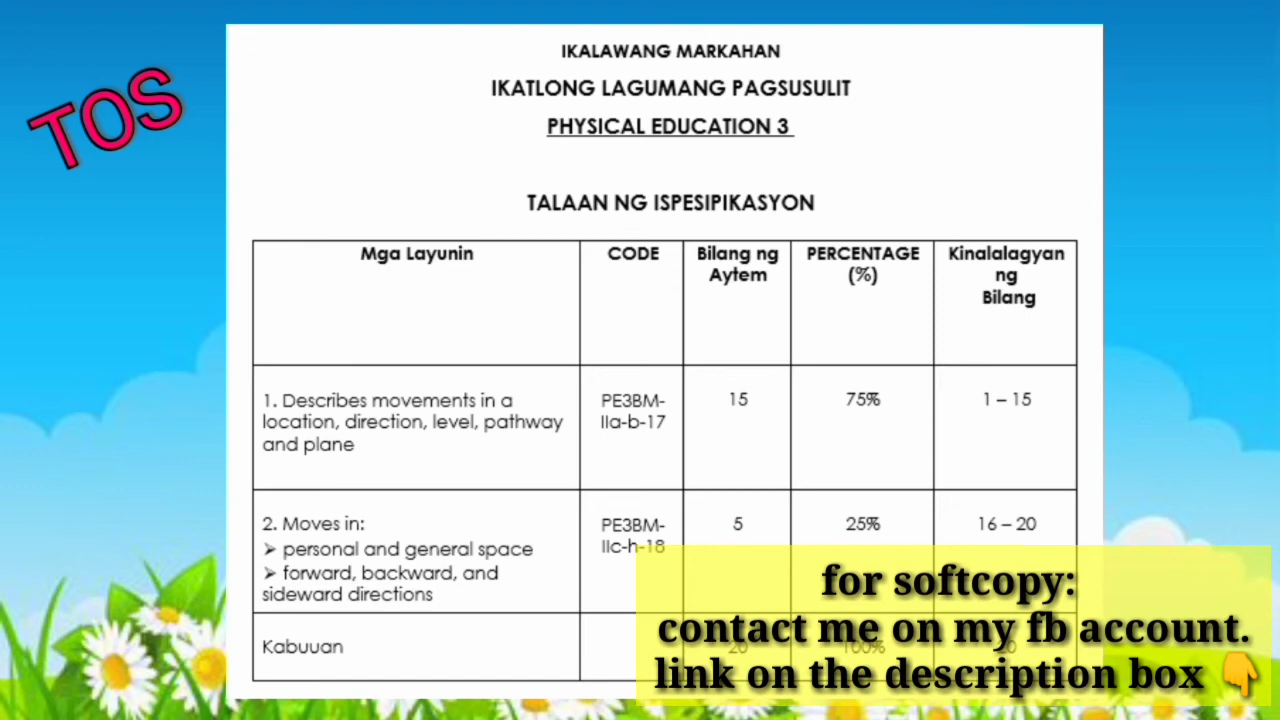 TOS
IKALAWANG MARKAHAN
IKATLONG LAGUMANG PAGSUSULIT
PHYSICAL EDUCATION 3
TALAAN NG ISPESIPIKASYON
Mga Layunin
CODE
Bilang ng
Aytem
PERCENTAGE
(%)
Kinalalagyan
ng
Bilang
1. Describes movements in a
location, direction, level, pathway
and plane
PE3BM-
IIa-b-17
15
75%
1 – 15
2. Moves in:
➢ personal and general space
➢ forward, backward, and
sideward directions
PE3BM-
IIc-h-18
5
25%
16 – 20
Kabuuan
20
100%
for softcopy:
contact me on my fb account.
link on the description box 👇